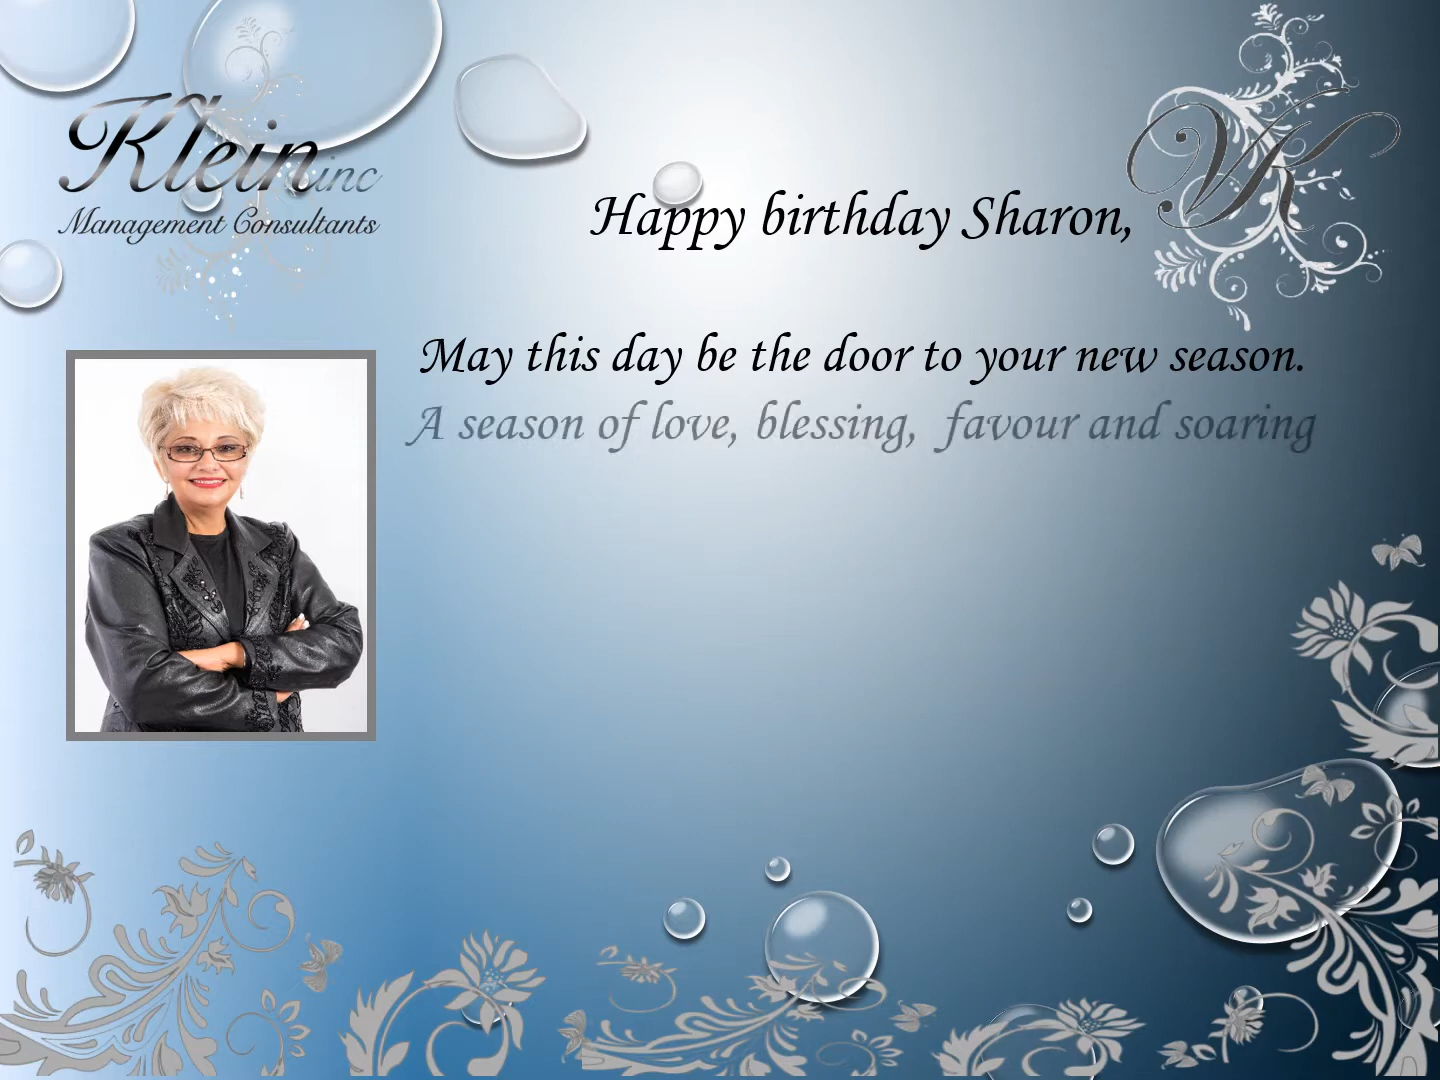 Klein inc
Management Consultants
VK
Happy birthday Sharon,
May this day be the door to your new season.
A season of love, blessing, favour and soaring